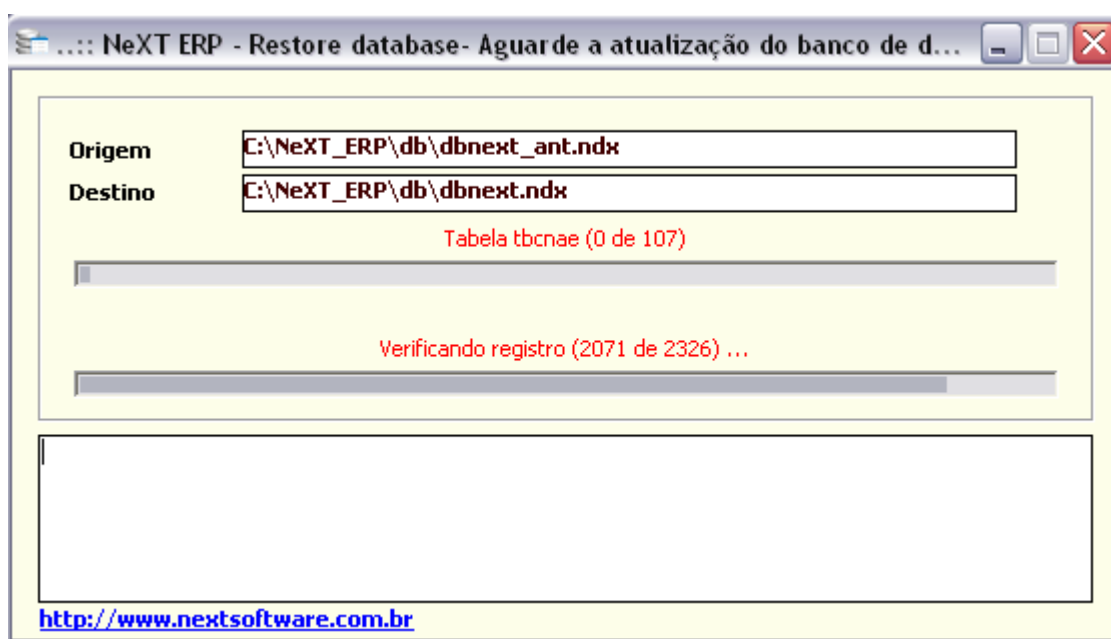 ..:: NeXT ERP - Restore database- Aguarde a atualização do banco de d...
Origem C:\NeXT_ERP\db\dbnext_ant.ndx
Destino C:\NeXT_ERP\db\dbnext.ndx
Tabela tbcnae (0 de 107)
Verificando registro (2071 de 2326) ...
http://www.nextsoftware.com.br